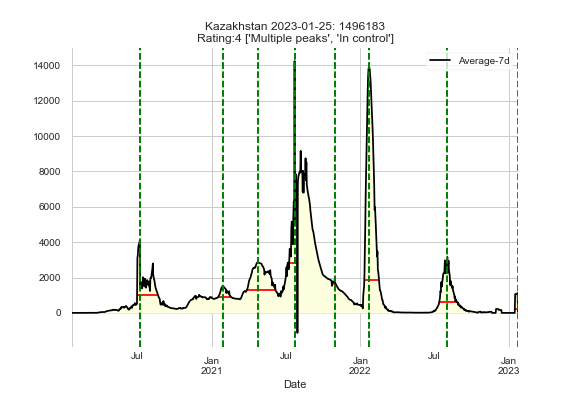 Kazakhstan 2023-01-25: 1496183
Rating:4 ['Multiple peaks', 'In control']
Average-7d
14000
12000
10000
8000
6000
4000
2000
0
Jul
Jan
2021
Jul
Jan
2022
Jul
Jan
2023
Date